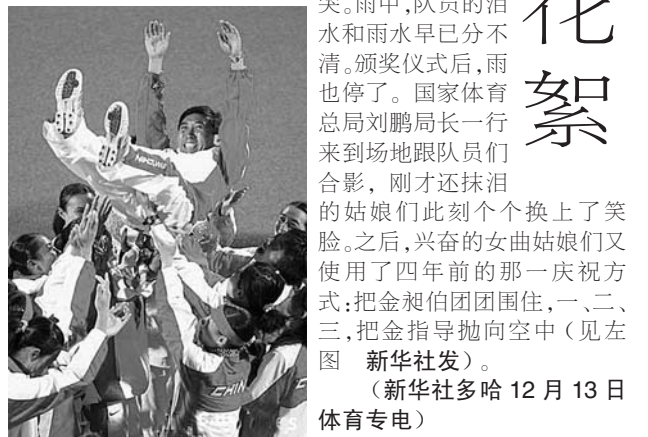 花
絮
笑。雨中,队员的泪
水和雨水早已分不
清。颁奖仪式后,雨
也停了。国家体育
总局刘鹏局长一行
来到场地跟队员们
合影,刚才还抹泪
的姑娘们此刻个个换上了笑
脸。之后,兴奋的女曲姑娘们又
使用了四年前的那一庆祝方
式:把金昶伯团团围住,一、二、
三,把金指导抛向空中(见左
图 新华社发)。
(新华社多哈 12 月 13 日
体育专电)
CHIN